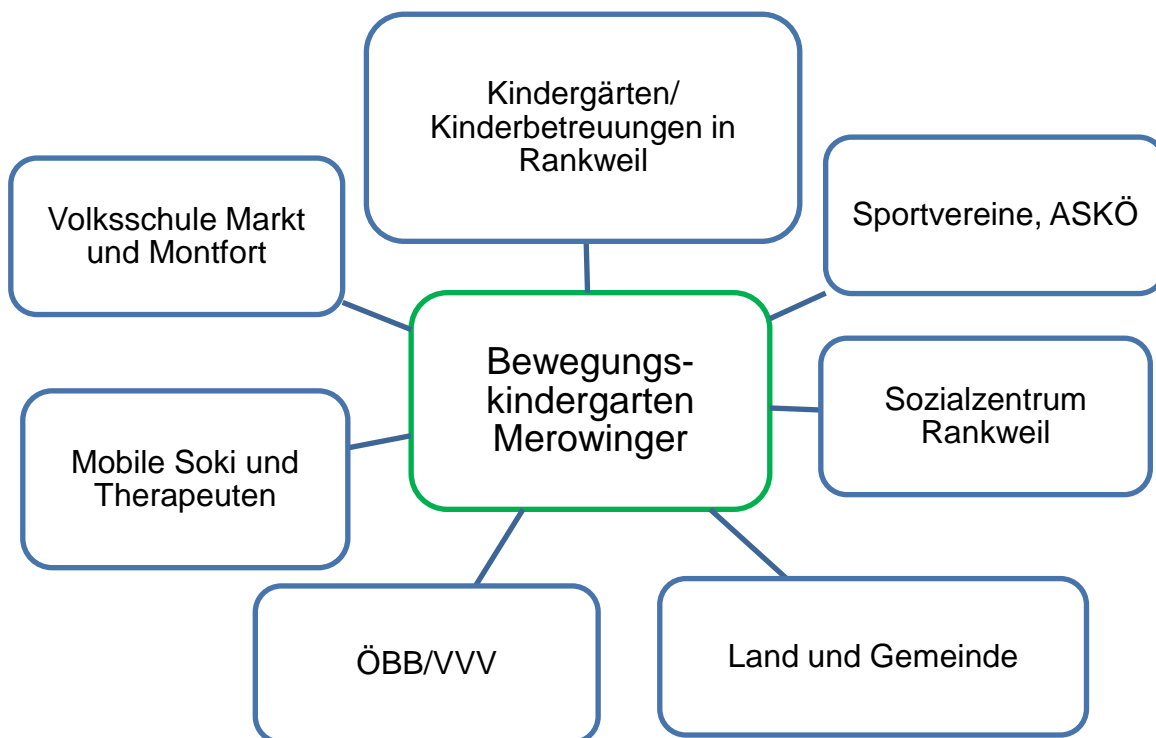 Kindergärten/
Kinderbetreuungen in
Rankweil
Volksschule Markt
und Montfort
Sportvereine, ASKÖ
Bewegungs-
kindergarten
Merowinger
Sozialzentrum
Rankweil
Mobile Soki und
Therapeuten
ÖBB/VVV
Land und Gemeinde